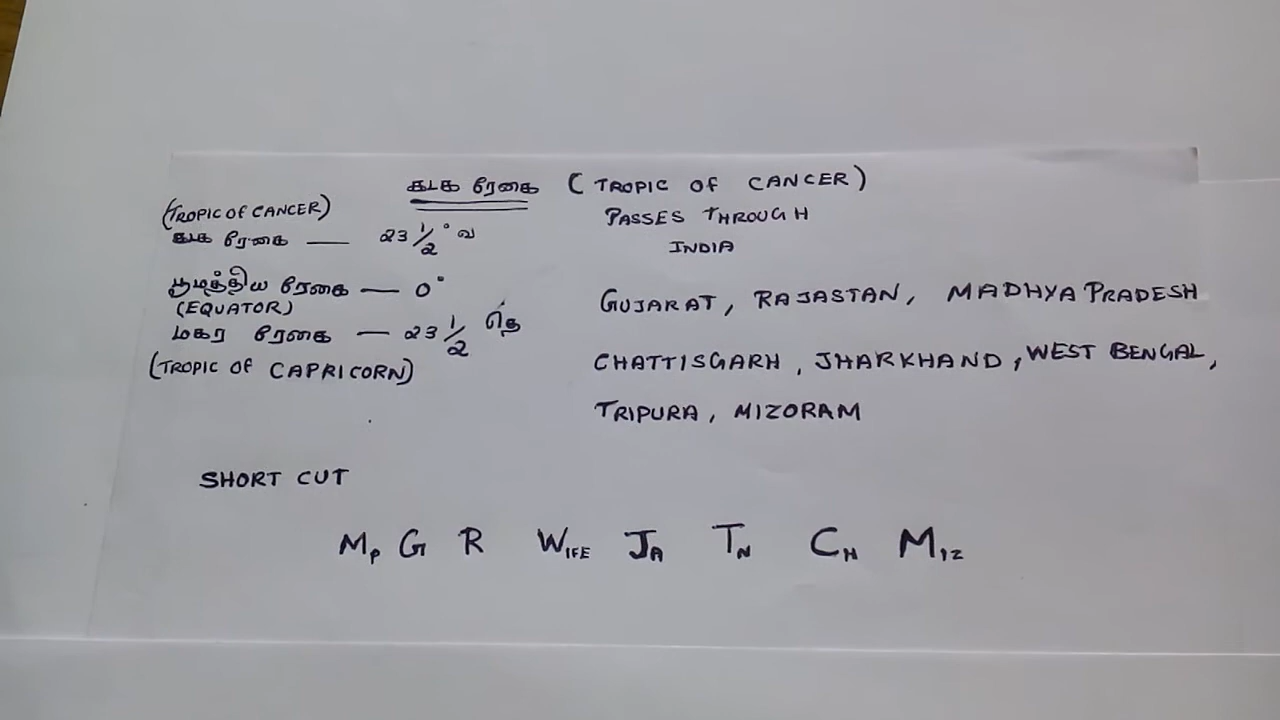 கடக ரேகை (TROPIC OF CANCER)
PASSES THROUGH
INDIA
(TROPIC OF CANCER)
கடக ரேகை — 23 1/2° வ
பூமத்திய ரேகை — 0°
(EQUATOR)
மகர ரேகை — 23 1/2 தெ
(TROPIC OF CAPRICORN)
GUJARAT, RAJASTAN, MADHYA PRADESH
CHATTISGARH, JHARKHAND, WEST BENGAL,
TRIPURA, MIZORAM
SHORT CUT
MP G R WIFE JA TN CH MIZ